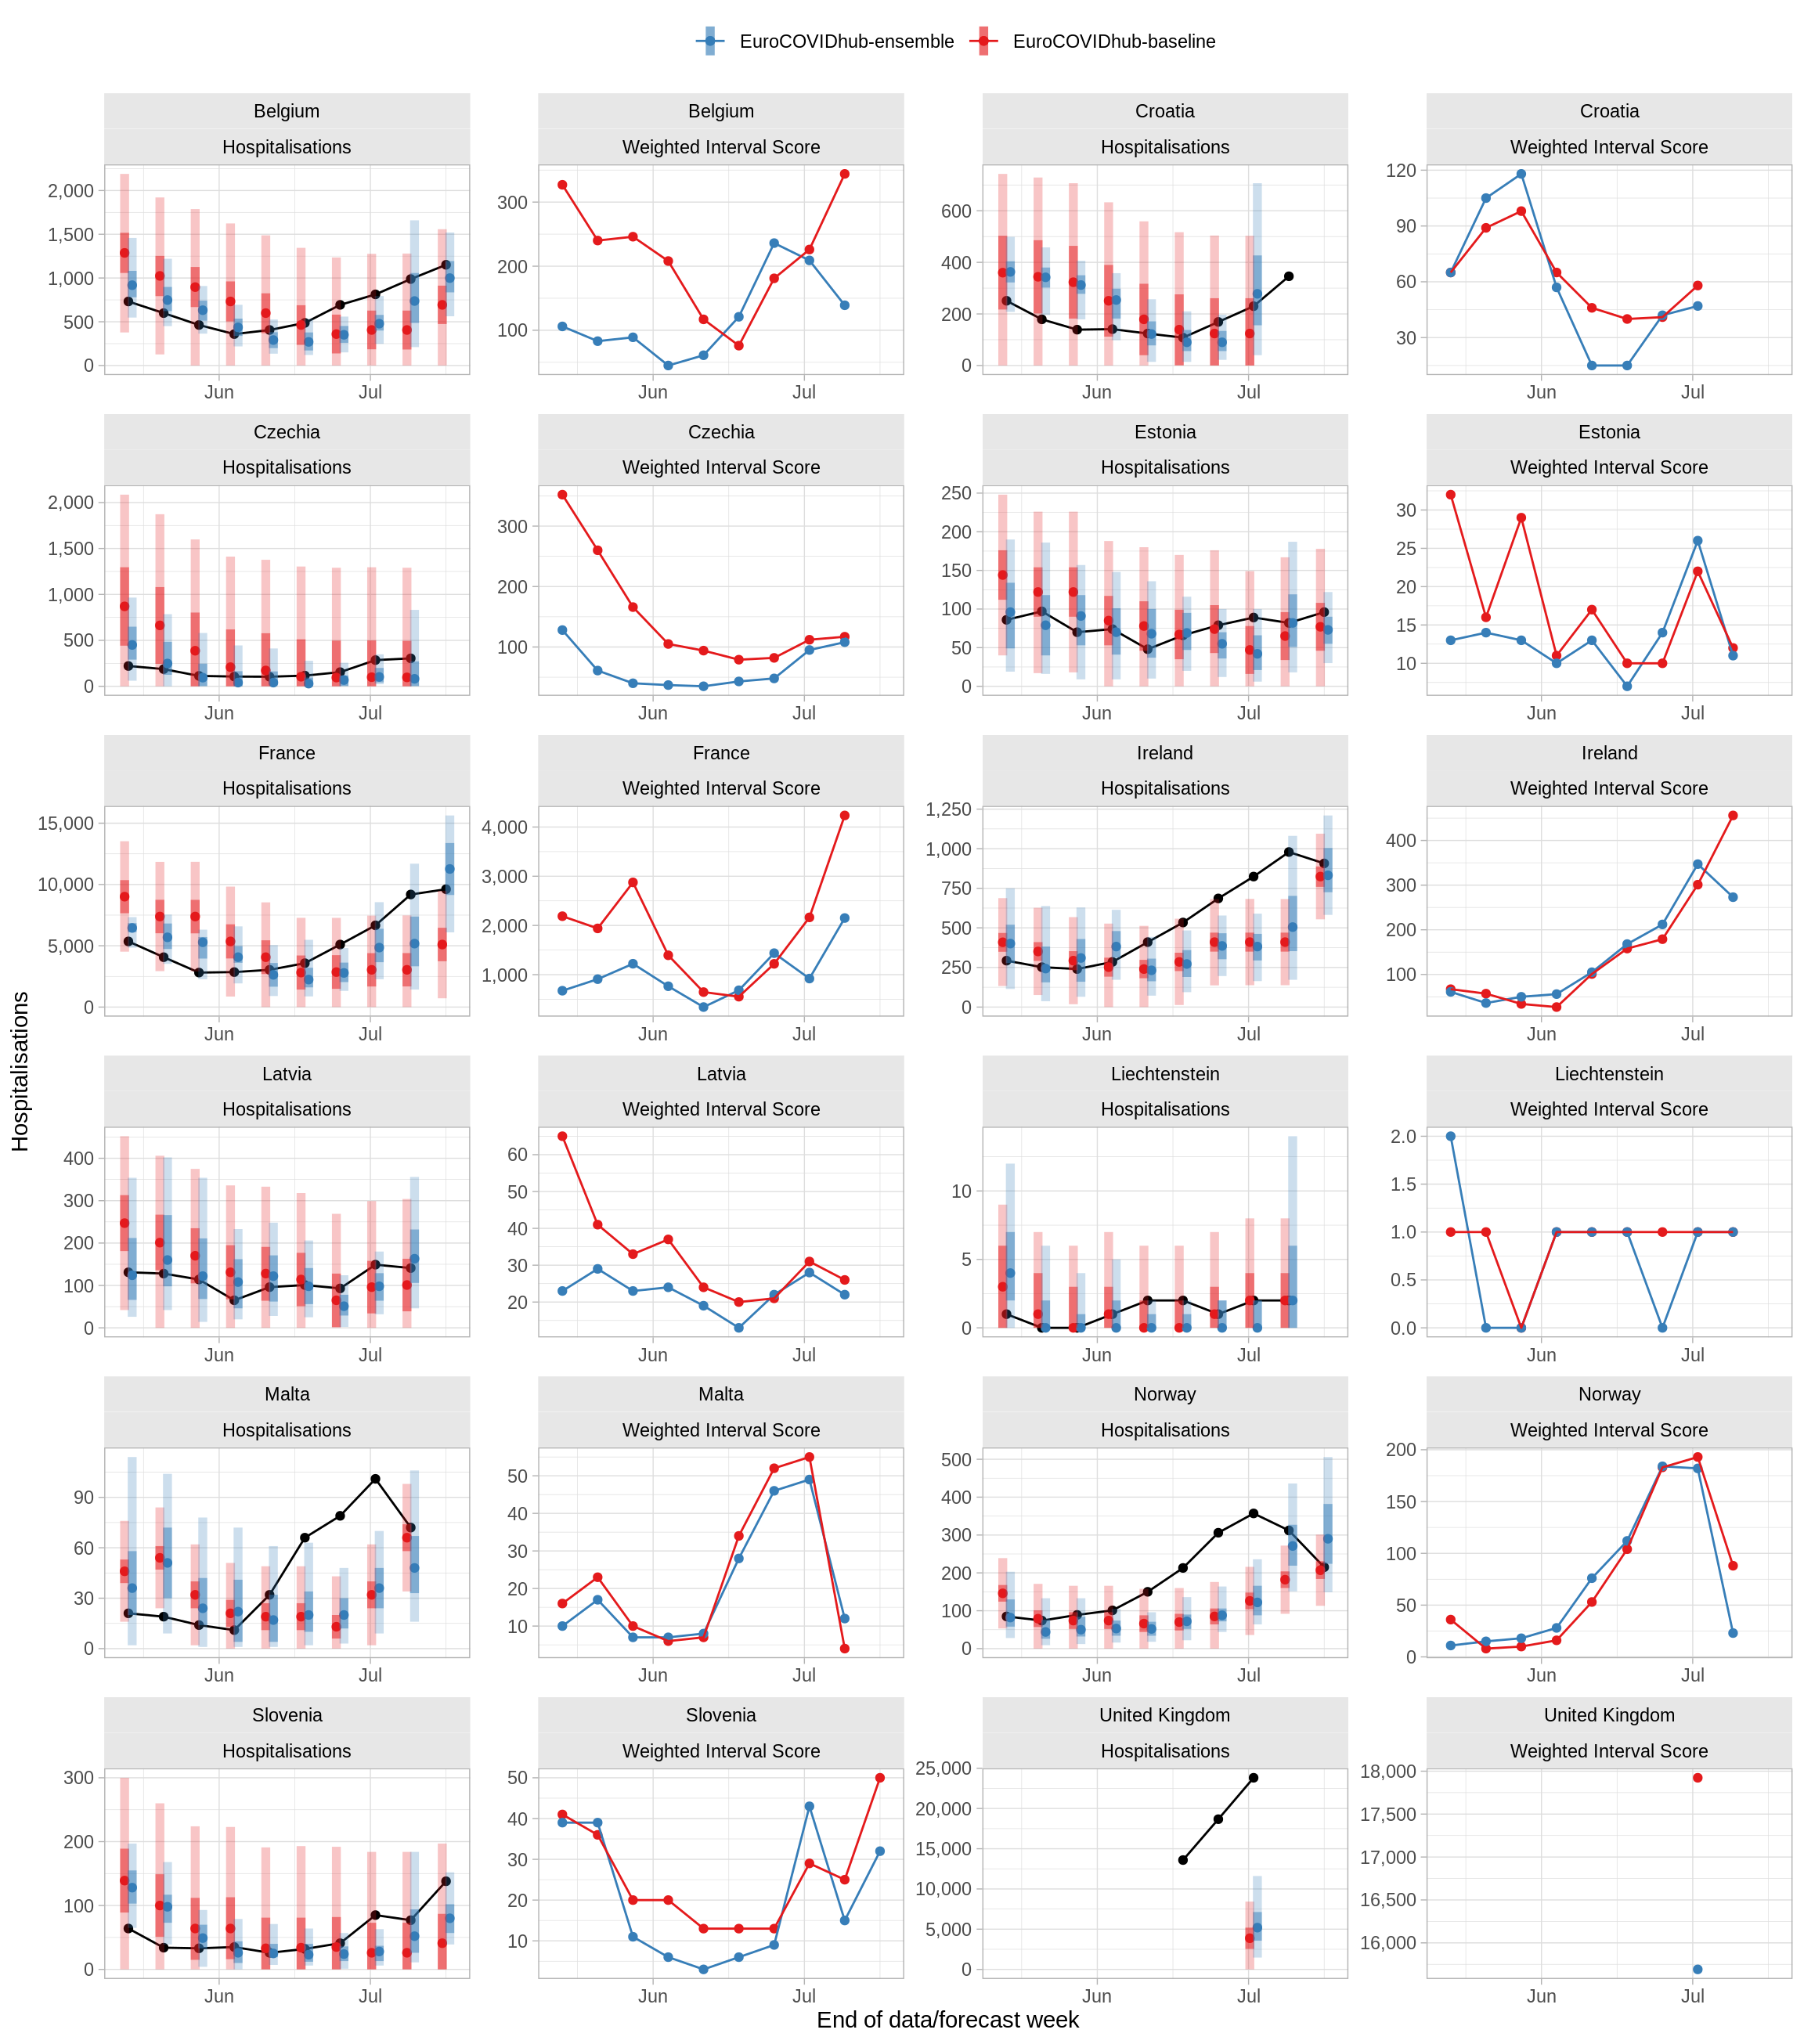 EuroCOVIDhub-ensemble EuroCOVIDhub-baseline
Belgium Belgium Croatia Croatia
Hospitalisations Weighted Interval Score Hospitalisations Weighted Interval Score
2,000 1,500 1,000 500 0
300 200 100
600 400 200 0
120 90 60 30
Jun Jul Jun Jul Jun Jul Jun Jul
Czechia Czechia Estonia Estonia
Hospitalisations Weighted Interval Score Hospitalisations Weighted Interval Score
2,000 1,500 1,000 500 0
300 200 100
250 200 150 100 50 0
30 25 20 15 10
Jun Jul Jun Jul Jun Jul Jun Jul
France France Ireland Ireland
Hospitalisations Weighted Interval Score Hospitalisations Weighted Interval Score
15,000 10,000 5,000 0
4,000 3,000 2,000 1,000
1,250 1,000 750 500 250 0
400 300 200 100
Jun Jul Jun Jul Jun Jul Jun Jul
Hospitalisations
Latvia Latvia Liechtenstein Liechtenstein
Hospitalisations Weighted Interval Score Hospitalisations Weighted Interval Score
400 300 200 100 0
60 50 40 30 20
10 5 0
2.0 1.5 1.0 0.5 0.0
Jun Jul Jun Jul Jun Jul Jun Jul
Malta Malta Norway Norway
Hospitalisations Weighted Interval Score Hospitalisations Weighted Interval Score
90 60 30 0
50 40 30 20 10
500 400 300 200 100 0
200 150 100 50 0
Jun Jul Jun Jul Jun Jul Jun Jul
Slovenia Slovenia United Kingdom United Kingdom
Hospitalisations Weighted Interval Score Hospitalisations Weighted Interval Score
300 200 100 0
50 40 30 20 10
25,000 20,000 15,000 10,000 5,000 0
18,000 17,500 17,000 16,500 16,000
Jun Jul Jun Jul Jun Jul Jun Jul
End of data/forecast week